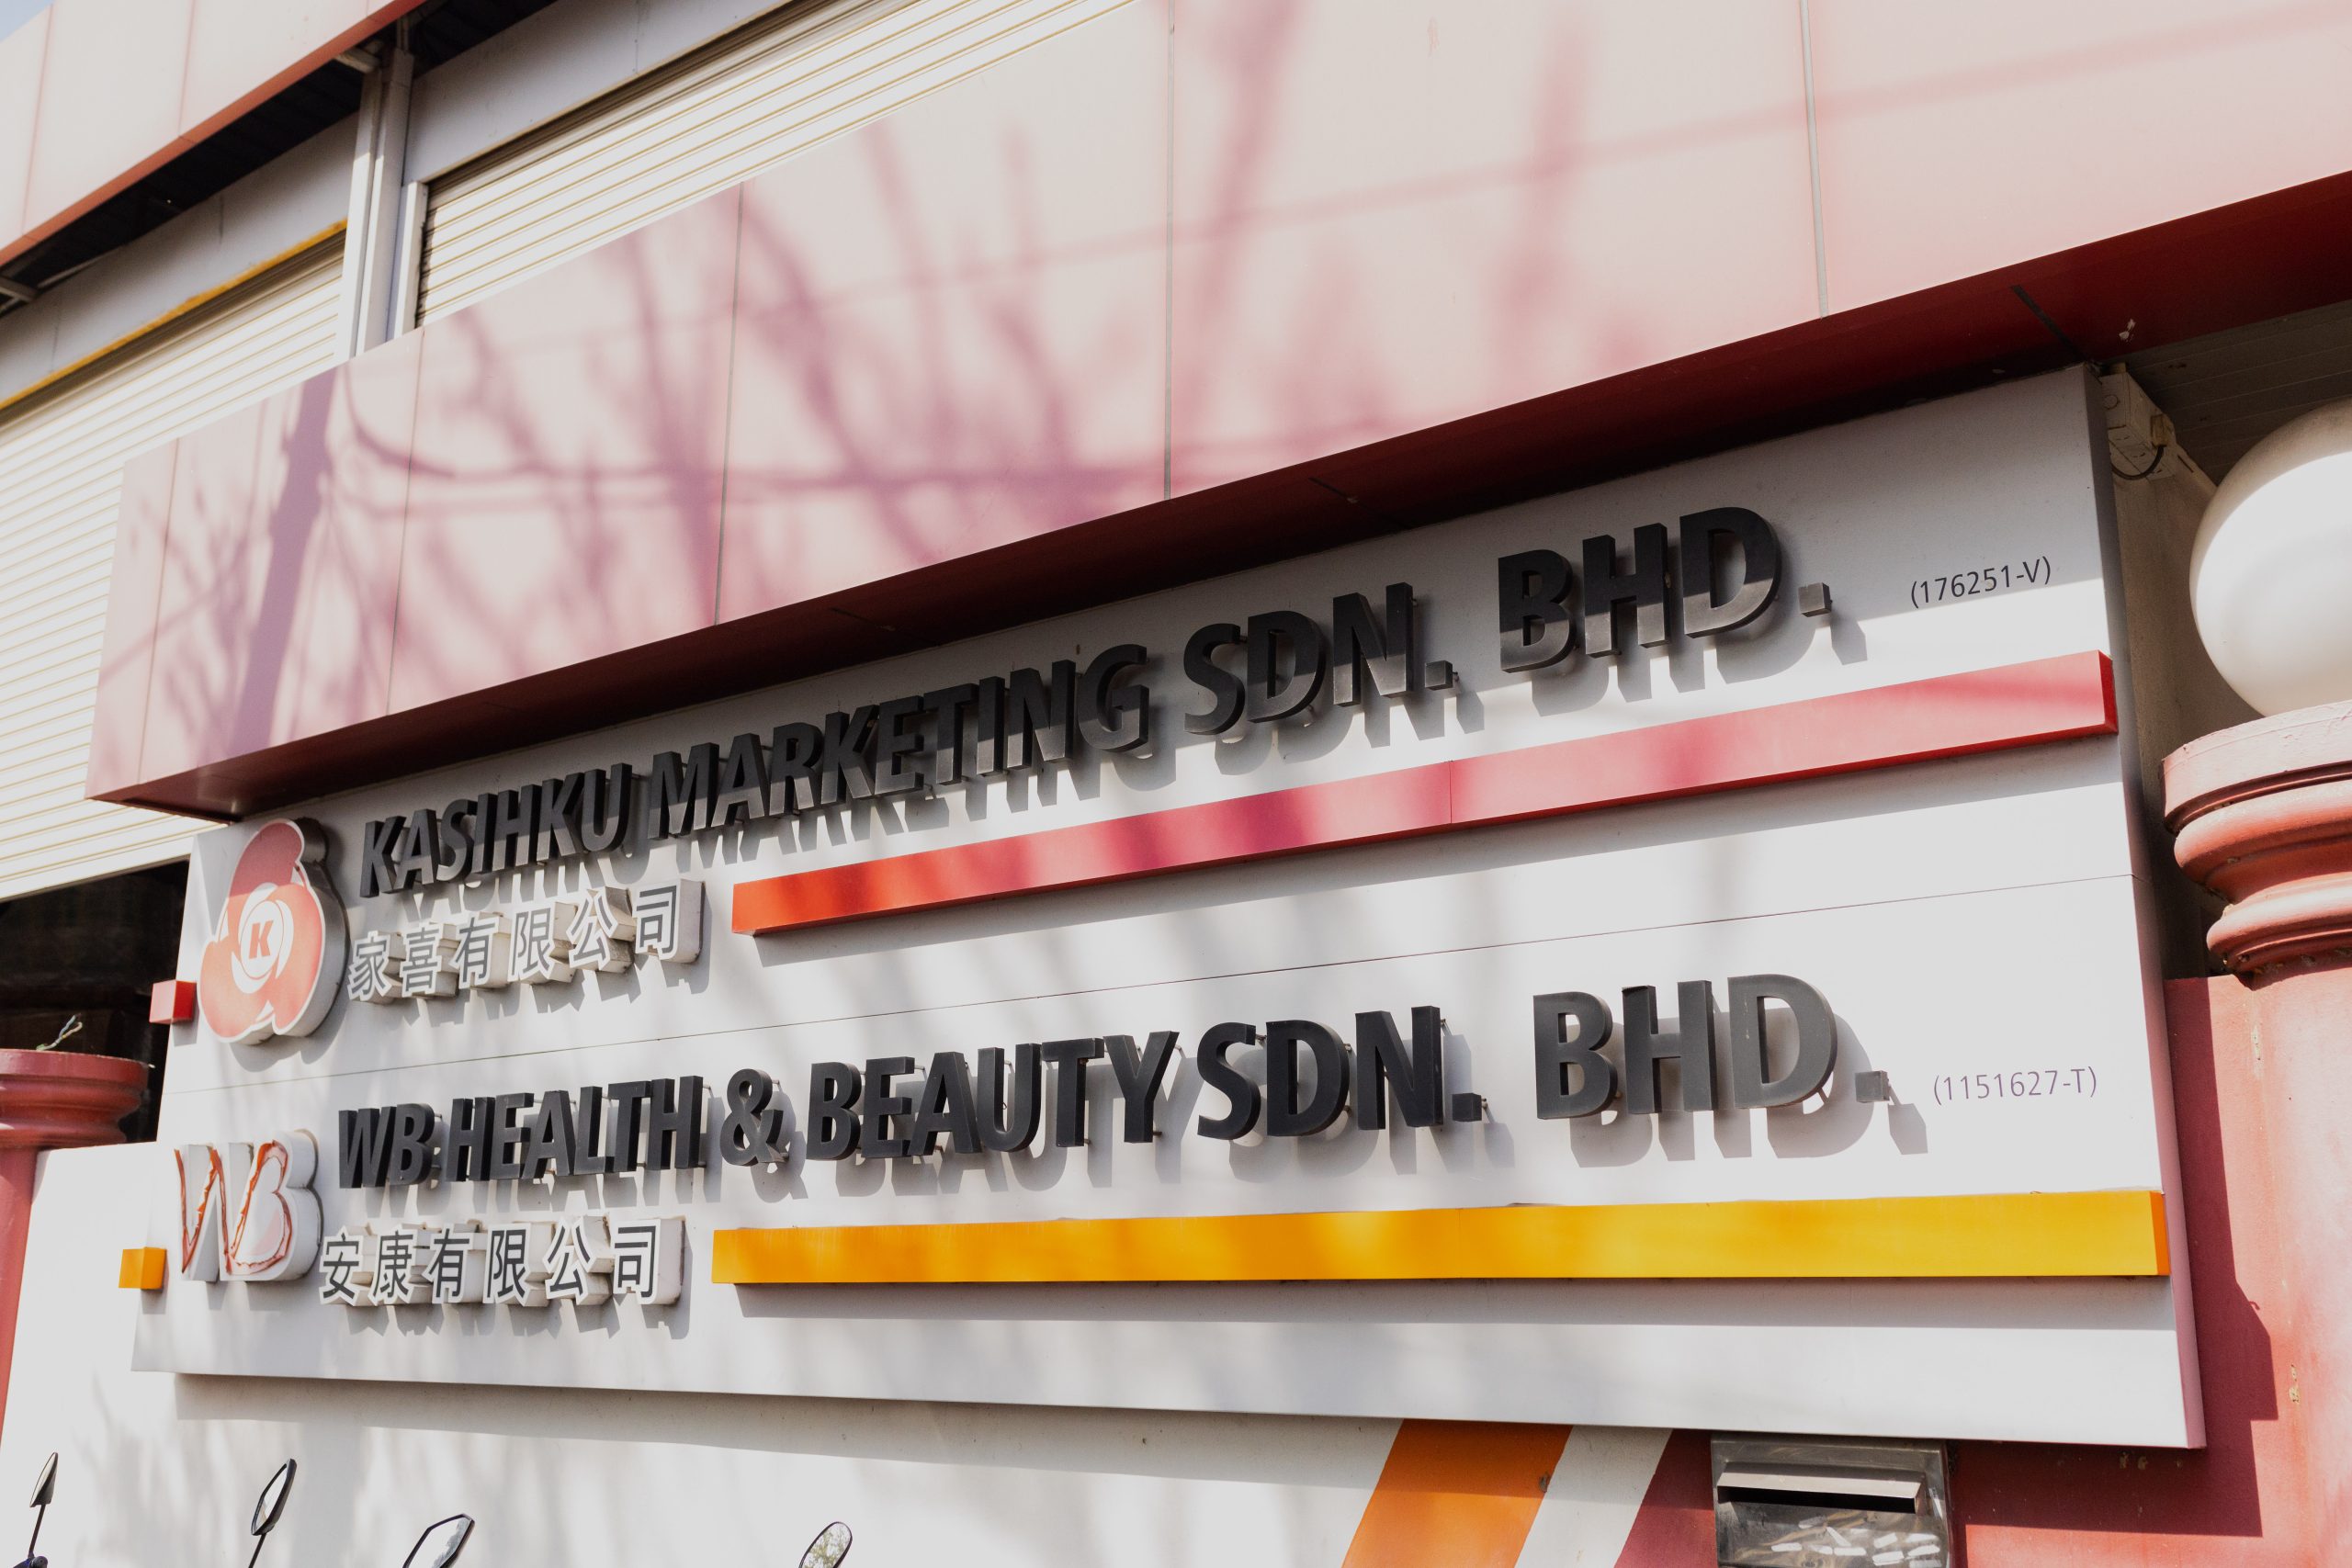 KASIHKU MARKETING SDN. BHD. (176251-V)
K
家喜有限公司
WB HEALTH & BEAUTY SDN. BHD. (1151627-T)
WB
安康有限公司